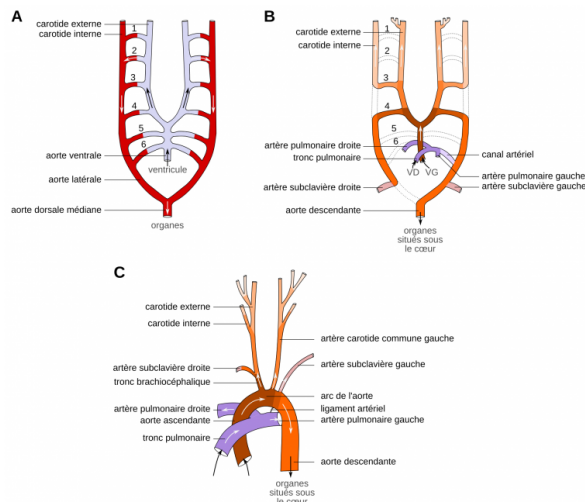 A
carotide externe
carotide interne
1
2
3
4
5
6
aorte ventrale
ventricule
aorte latérale
aorte dorsale médiane
organes
B
carotide externe
carotide interne
1
2
3
4
5
6
artère pulmonaire droite
tronc pulmonaire
canal artériel
VD
VG
artère pulmonaire gauche
artère subclavière droite
artère subclavière gauche
aorte descendante
organes
situés sous
le cœur
C
carotide externe
carotide interne
artère carotide commune gauche
artère subclavière droite
artère subclavière gauche
tronc brachiocéphalique
arc de l'aorte
artère pulmonaire droite
ligament artériel
aorte ascendante
artère pulmonaire gauche
tronc pulmonaire
aorte descendante
organes
situés sous
le cœur